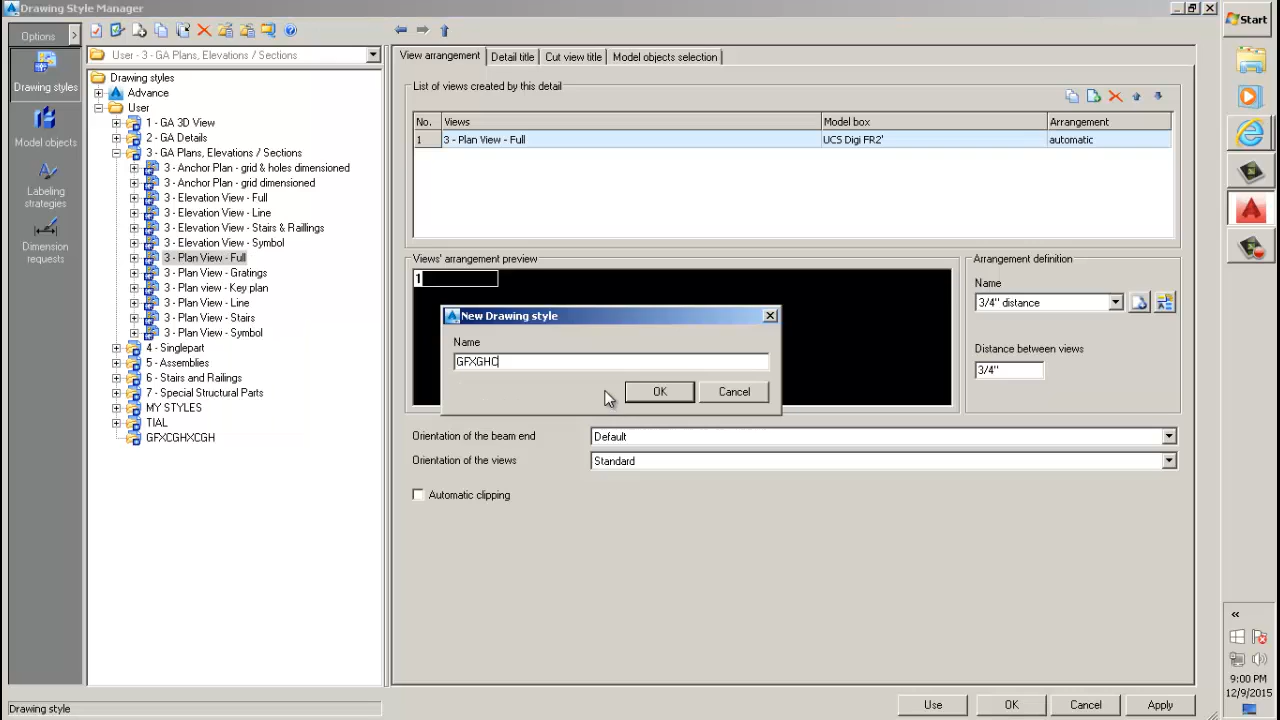 Drawing Style Manager
Start
Options
User - 3 - GA Plans, Elevations / Sections
View arrangement
Detail title
Cut view title
Model objects selection
Drawing styles
Model objects
Labeling strategies
Dimension requests
Drawing styles
Advance
User
1 - GA 3D View
2 - GA Details
3 - GA Plans, Elevations / Sections
3 - Anchor Plan - grid & holes dimensioned
3 - Anchor Plan - grid dimensioned
3 - Elevation View - Full
3 - Elevation View - Line
3 - Elevation View - Stairs & Raillings
3 - Elevation View - Symbol
3 - Plan View - Full
3 - Plan View - Gratings
3 - Plan view - Key plan
3 - Plan View - Line
3 - Plan View - Stairs
3 - Plan View - Symbol
4 - Singlepart
5 - Assemblies
6 - Stairs and Railings
7 - Special Structural Parts
MY STYLES
TIAL
GFXCGHXCGH
List of views created by this detail
No. Views Model box Arrangement
1 3 - Plan View - Full UCS Digi FR2' automatic
Views' arrangement preview
1
Arrangement definition
Name
3/4" distance
Distance between views
3/4"
New Drawing style
Name
GFXGHC
OK Cancel
Orientation of the beam end Default
Orientation of the views Standard
Automatic clipping
Use OK Cancel Apply
Drawing style
«
9:00 PM
12/9/2015